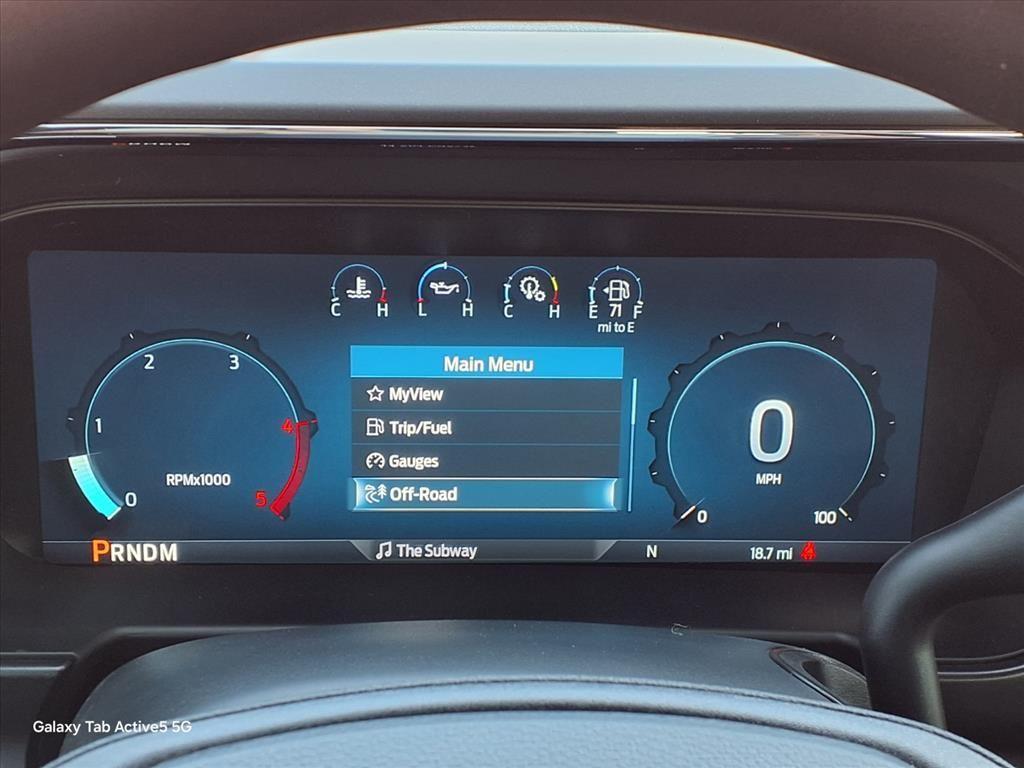 C H
L H
C H
E 71 F
mi to E
Main Menu
MyView
Trip/Fuel
Gauges
Off-Road
0
1
2
3
4
5
RPMx1000
0
MPH
0
100
PRNDM
The Subway
N
18.7 mi
Galaxy Tab Active5 5G